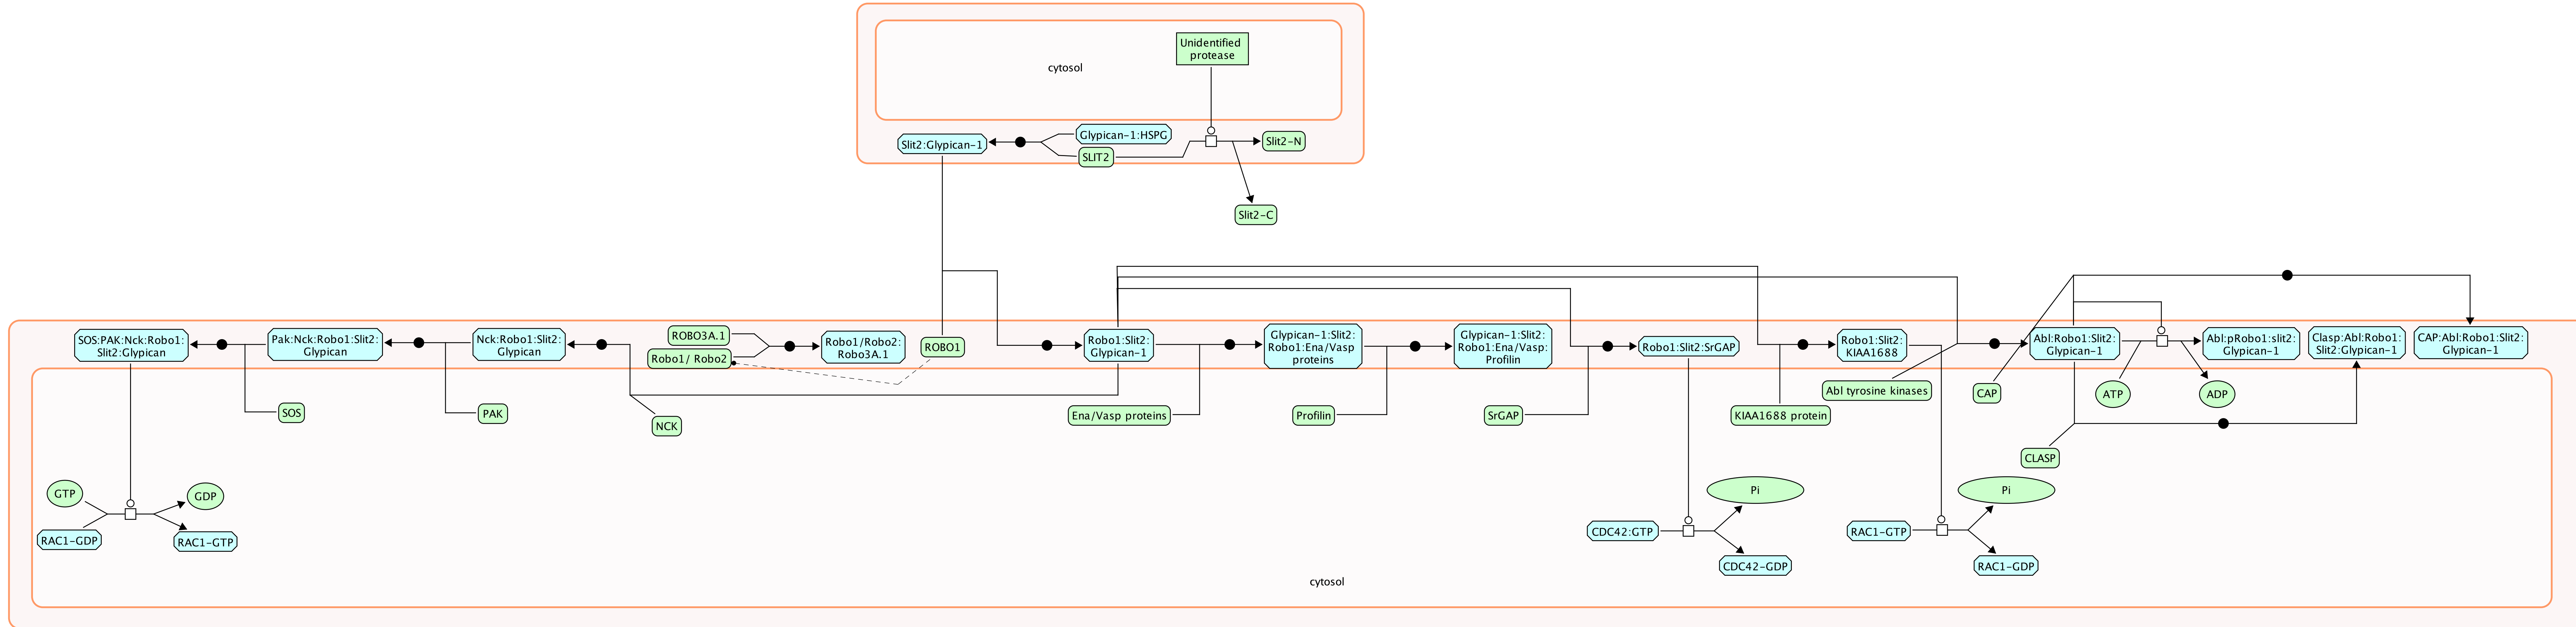 Unidentified
protease
cytosol
Glypican-1:HSPG
Slit2:Glypican-1
SLIT2
Slit2-N
Slit2-C
SOS:PAK:Nck:Robo1:
Slit2:Glypican
Pak:Nck:Robo1:Slit2:
Glypican
Nck:Robo1:Slit2:
Glypican
ROBO3A.1
Robo1/ Robo2
Robo1/Robo2:
Robo3A.1
ROBO1
Robo1:Slit2:
Glypican-1
Glypican-1:Slit2:
Robo1:Ena/Vasp
proteins
Glypican-1:Slit2:
Robo1:Ena/Vasp:
Profilin
Robo1:Slit2:SrGAP
Robo1:Slit2:
KIAA1688
Abl:Robo1:Slit2:
Glypican-1
Abl:pRobo1:slit2:
Glypican-1
Clasp:Abl:Robo1:
Slit2:Glypican-1
CAP:Abl:Robo1:Slit2:
Glypican-1
SOS
PAK
NCK
Ena/Vasp proteins
Profilin
SrGAP
KIAA1688 protein
Abl tyrosine kinases
CAP
ATP
ADP
CLASP
GTP
GDP
RAC1-GDP
RAC1-GTP
Pi
CDC42:GTP
CDC42-GDP
Pi
RAC1-GTP
RAC1-GDP
cytosol